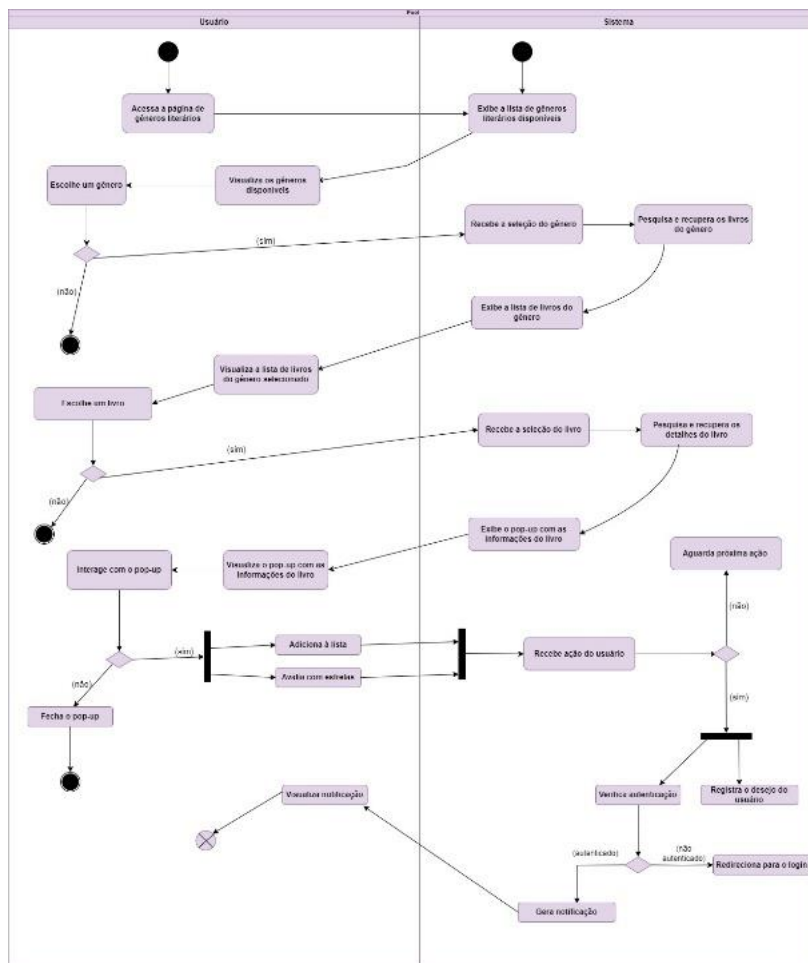 Pool
Usuário
Sistema
Acessa a página de
gêneros literários
Exibe a lista de gêneros
literários disponíveis
Escolhe um gênero
Visualiza os gêneros
disponíveis
(sim)
Recebe a seleção do gênero
Pesquisa e recupera os livros
do gênero
(não)
Exibe a lista de livros do
gênero
Visualiza a lista de livros
do gênero selecionado
Escolhe um livro
(sim)
Recebe a seleção do livro
Pesquisa e recupera os
detalhes do livro
(não)
Exibe o pop-up com as
informações do livro
Interage com o pop-up
Visualiza o pop-up com as
informações do livro
Aguarda próxima ação
(não)
(sim)
Adiciona à lista
Recebe ação do usuário
Avalia com estrelas
(não)
(sim)
Fecha o pop-up
Visualiza notificação
Verifica autenticação
Registra o desejo do
usuário
(autenticado)
(não
autenticado)
Redireciona para o login
Gera notificação